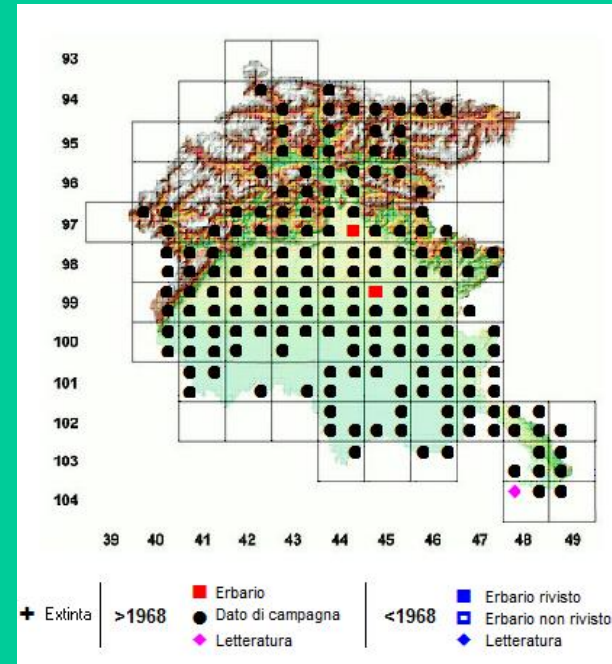 93
94
95
96
97
98
99
100
101
102
103
104
39 40 41 42 43 44 45 46 47 48 49
Extinta >1968 <1968
Erbario
Dato di campagna
Letteratura
Erbario rivisto
Erbario non rivisto
Letteratura